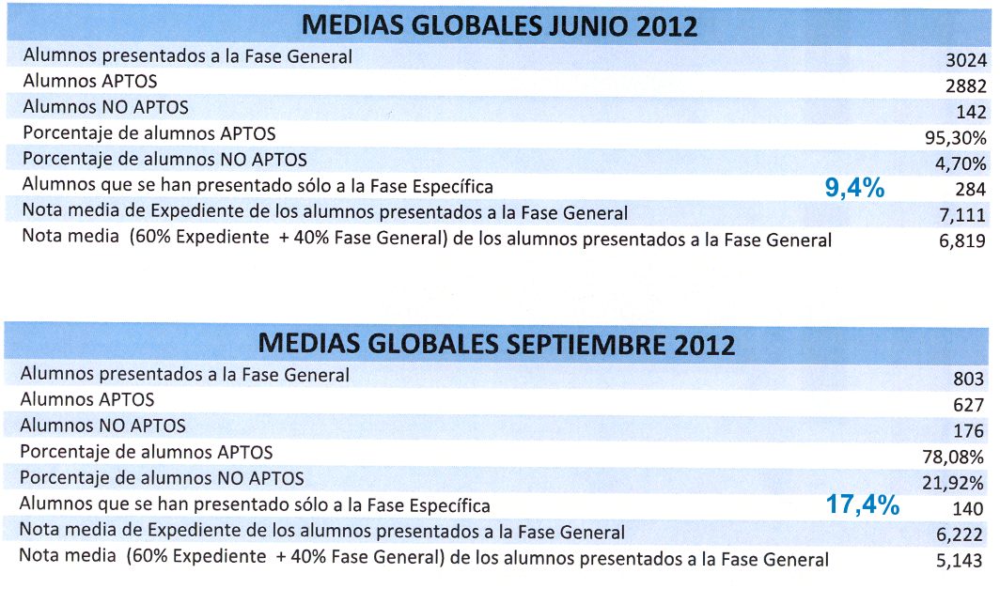 MEDIAS GLOBALES JUNIO 2012
Alumnos presentados a la Fase General 3024
Alumnos APTOS 2882
Alumnos NO APTOS 142
Porcentaje de alumnos APTOS 95,30%
Porcentaje de alumnos NO APTOS 4,70%
Alumnos que se han presentado sólo a la Fase Específica 9,4% 284
Nota media de Expediente de los alumnos presentados a la Fase General 7,111
Nota media (60% Expediente + 40% Fase General) de los alumnos presentados a la Fase General 6,819
MEDIAS GLOBALES SEPTIEMBRE 2012
Alumnos presentados a la Fase General 803
Alumnos APTOS 627
Alumnos NO APTOS 176
Porcentaje de alumnos APTOS 78,08%
Porcentaje de alumnos NO APTOS 21,92%
Alumnos que se han presentado sólo a la Fase Específica 17,4% 140
Nota media de Expediente de los alumnos presentados a la Fase General 6,222
Nota media (60% Expediente + 40% Fase General) de los alumnos presentados a la Fase General 5,143